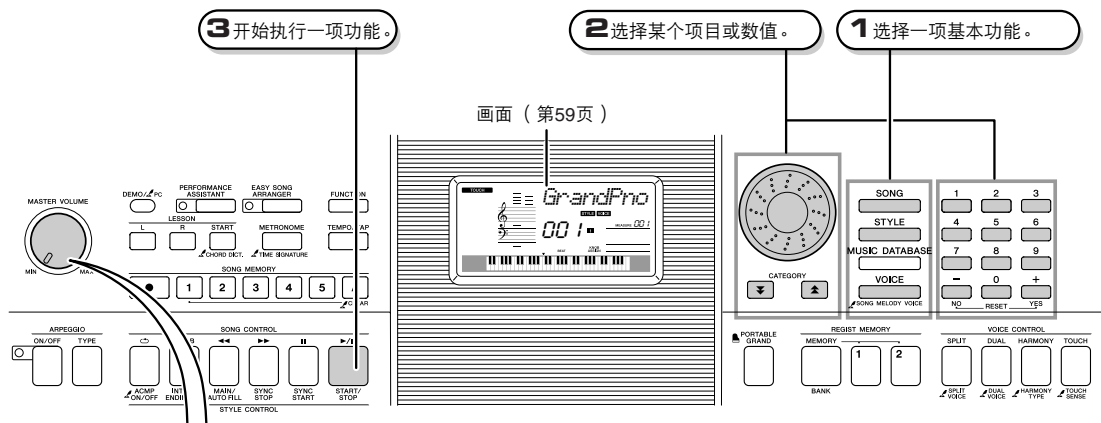 3 开始执行一项功能。
2 选择某个项目或数值。
1 选择一项基本功能。
画面（第59页）
MASTER VOLUME
MIN
MAX
DEMO/ PC
PERFORMANCE
ASSISTANT
EASY SONG
ARRANGER
FUNCTION
LESSON
L
R
START
METRONOME
TEMPO/TAP
CHORD DICT.
TIME SIGNATURE
SONG MEMORY
1
2
3
4
5
TOUCH
GrandPno
STYLE VOICE
001
MEASURE 001
BEAT
CATEGORY
SONG
STYLE
MUSIC DATABASE
VOICE
SONG MELODY VOICE
1 2 3
4 5 6
7 8 9
－ 0 +
NO RESET YES
ARPEGGIO
ON/OFF
TYPE
SONG CONTROL
ACMP
ON/OFF
MAIN/
AUTO FILL
SYNC
STOP
SYNC
START
START/
STOP
STYLE CONTROL
PORTABLE
GRAND
REGIST MEMORY
MEMORY
1
2
BANK
VOICE CONTROL
SPLIT
DUAL
HARMONY
TOUCH
SPLIT
VOICE
DUAL
VOICE
HARMONY
TYPE
TOUCH
SENSE